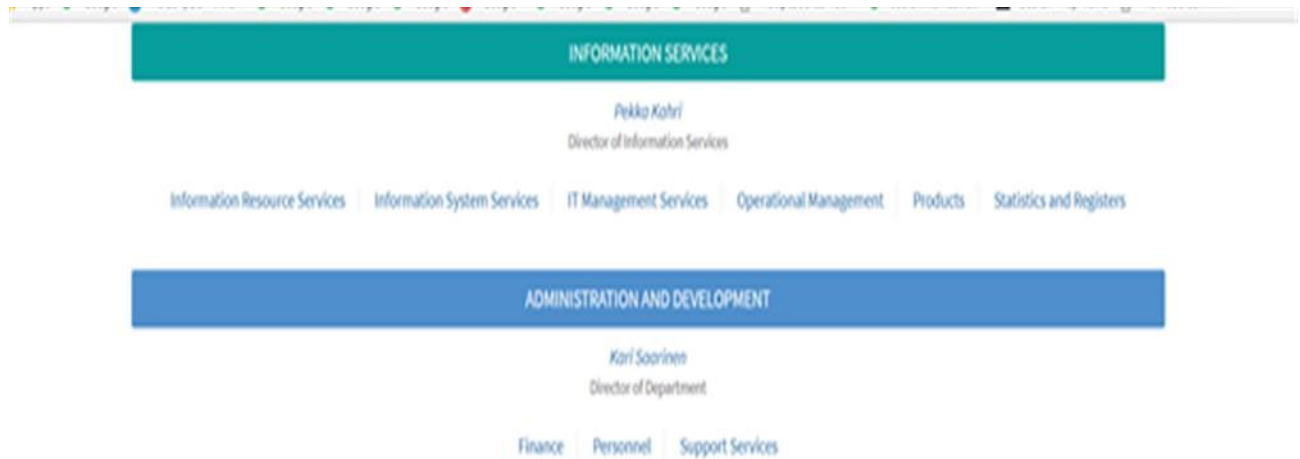 INFORMATION SERVICES
Pekka Kahri
Director of Information Services
Information Resource Services Information System Services IT Management Services Operational Management Products Statistics and Registers
ADMINISTRATION AND DEVELOPMENT
Kari Saarinen
Director of Department
Finance Personnel Support Services